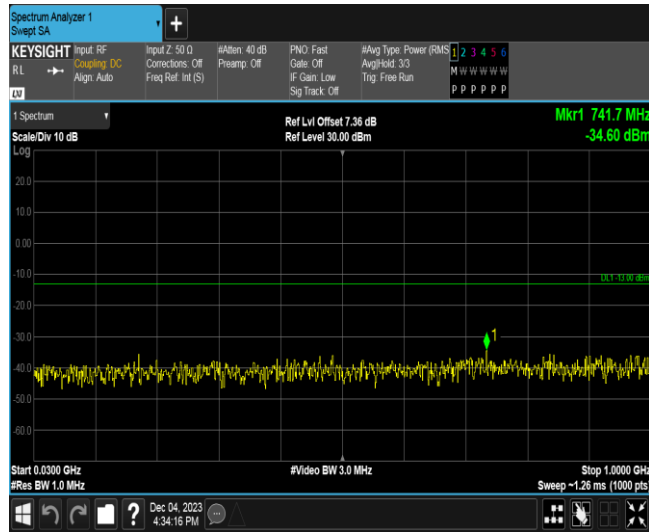 Spectrum Analyzer 1
Swept SA
+
KEYSIGHT Input: RF Input Z: 50 Ω #Atten: 40 dB PNO: Fast #Avg Type: Power (RMS 1 2 3 4 5 6
RL Coupling: DC Corrections: Off Preamp: Off Gate: Off Avg|Hold: 3/3 M W W W W W
Align: Auto Freq Ref: Int (S) IF Gain: Low Trig: Free Run
LXI Sig Track: Off P P P P P P
1 Spectrum Ref Lvl Offset 7.36 dB Mkr1 741.7 MHz
Scale/Div 10 dB Ref Level 30.00 dBm -34.60 dBm
Log
20.0
10.0
0.00
-10.0
DL1 -13.00 dBm
-20.0
-30.0
1
-40.0
-50.0
-60.0
Start 0.0300 GHz #Video BW 3.0 MHz Stop 1.0000 GHz
#Res BW 1.0 MHz Sweep ~1.26 ms (1000 pts)
? Dec 04, 2023
4:34:16 PM